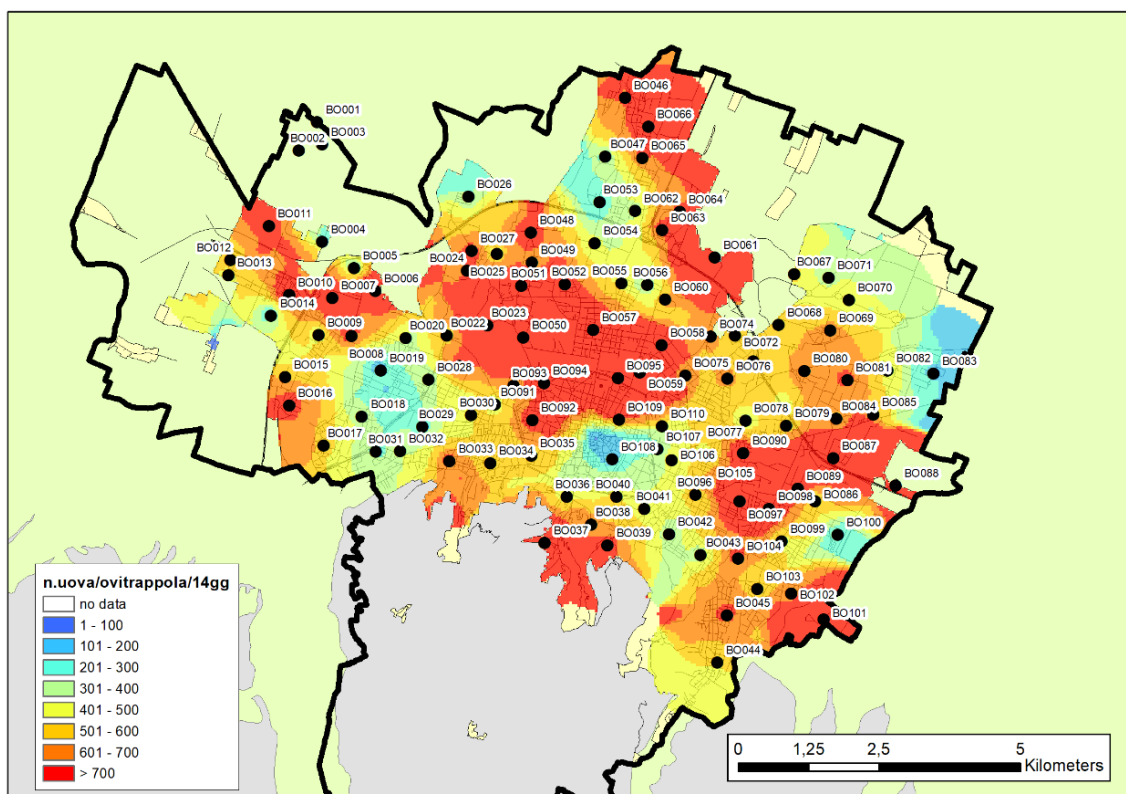 BO046
BO066
BO001
BO003
BO002
BO047
BO065
BO026
BO053
BO062
BO064
BO063
BO011
BO048
BO004
BO054
BO012
BO027
BO061
BO013
BO005
BO024
BO049
BO067
BO071
BO025
BO051
BO052
BO055
BO056
BO010
BO007
BO006
BO060
BO070
BO014
BO009
BO020
BO022
BO023
BO050
BO057
BO058
BO074
BO068
BO069
BO072
BO008
BO019
BO015
BO028
BO093
BO094
BO095
BO075
BO076
BO080
BO081
BO082
BO083
BO059
BO091
BO016
BO018
BO029
BO030
BO092
BO109
BO110
BO078
BO079
BO084
BO085
BO077
BO017
BO031
BO032
BO033
BO034
BO035
BO107
BO090
BO108
BO106
BO087
BO105
BO088
BO089
BO036
BO040
BO096
BO041
BO098
BO086
BO097
BO038
BO037
BO039
BO042
BO099
BO100
BO043
BO104
BO103
BO102
BO045
BO101
BO044
n.uova/ovitrappola/14gg
no data
1 - 100
101 - 200
201 - 300
301 - 400
401 - 500
501 - 600
601 - 700
> 700
0 1,25 2,5 5
Kilometers